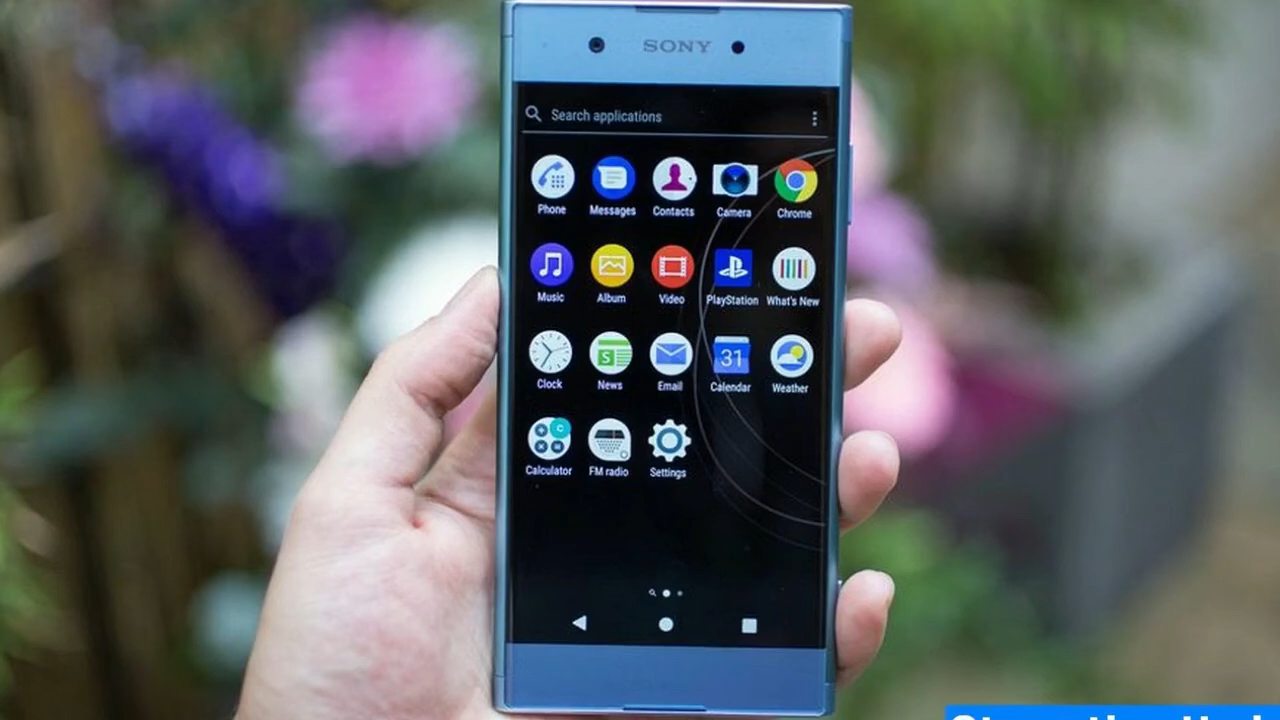 SONY
Search applications
Phone Messages Contacts Camera Chrome
Music Album Video PlayStation What's New
31
S
Clock News Email Calendar Weather
Calculator FM radio Settings